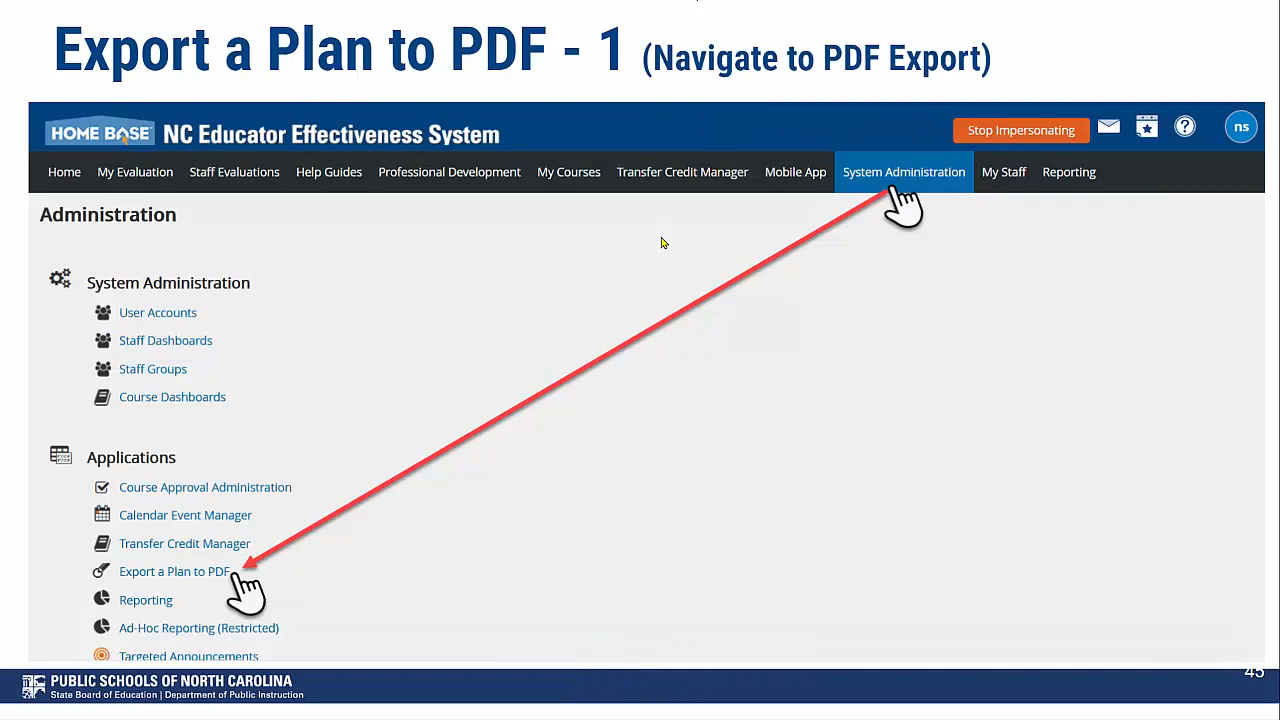 Export a Plan to PDF - 1 (Navigate to PDF Export)
HOME BASE NC Educator Effectiveness System
Stop Impersonating
ns
Home My Evaluation Staff Evaluations Help Guides Professional Development My Courses Transfer Credit Manager Mobile App System Administration My Staff Reporting
Administration
System Administration
User Accounts
Staff Dashboards
Staff Groups
Course Dashboards
Applications
Course Approval Administration
Calendar Event Manager
Transfer Credit Manager
Export a Plan to PDF
Reporting
Ad-Hoc Reporting (Restricted)
Targeted Announcements
PUBLIC SCHOOLS OF NORTH CAROLINA
State Board of Education | Department of Public Instruction
45